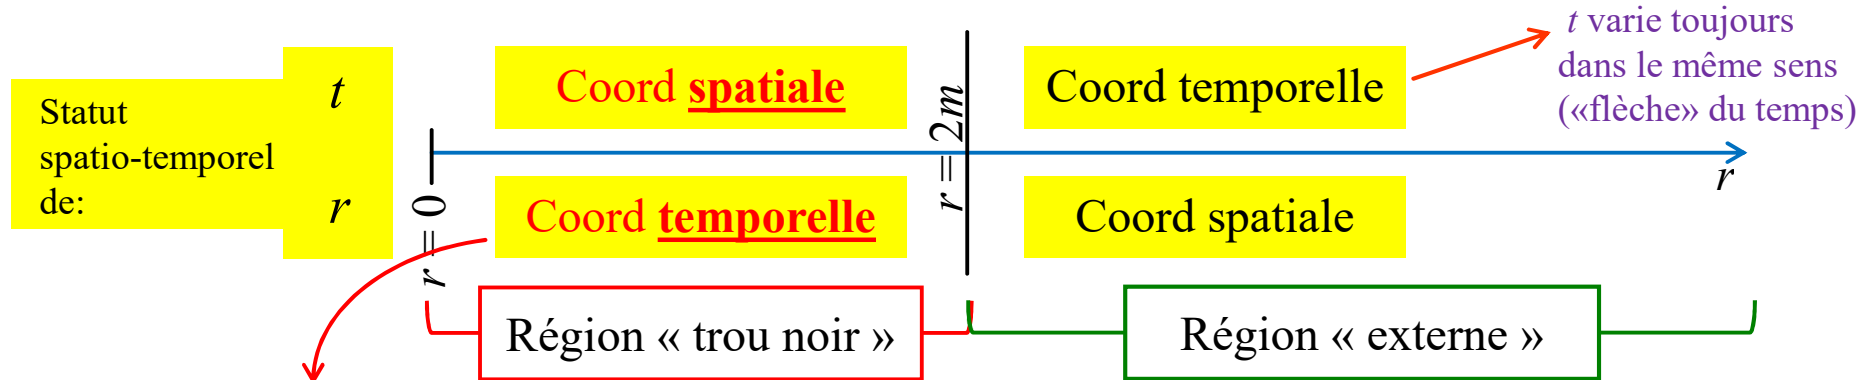 Statut
spatio-temporel
de:
t
r
r = 0
Coord spatiale
Coord temporelle
r = 2m
Coord temporelle
Coord spatiale
t varie toujours
dans le même sens
(«flèche» du temps)
r
Région « trou noir »
Région « externe »